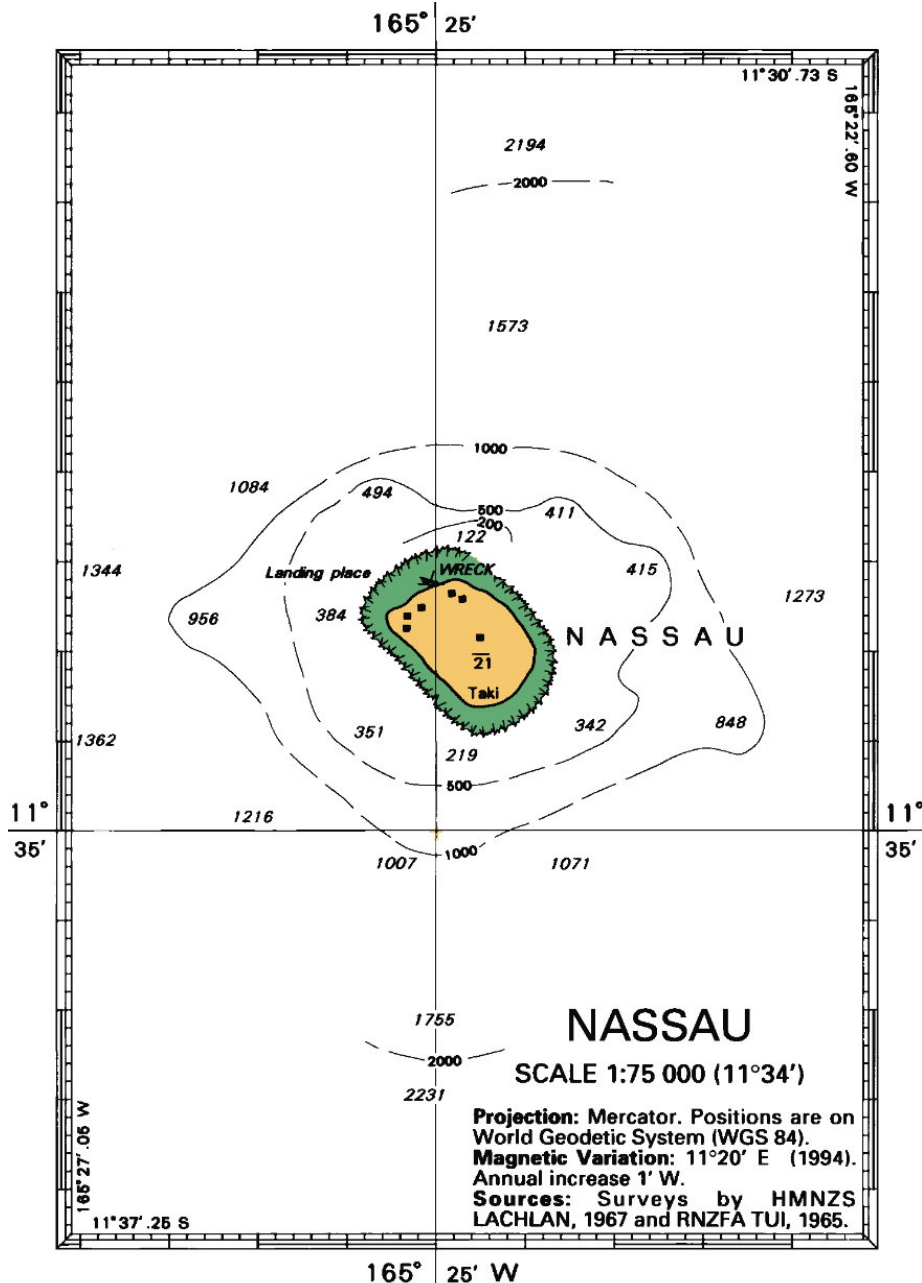 165° 25'
11°30'.73 S
165°22'.60 W
2194
2000
1573
1000
1084
494
500
411
200
122
Landing place
WRECK
415
1344
1273
956
384
NASSAU
21
Taki
351
342
848
1362
219
500
1216
11°
11°
35'
35'
1000
1007
1071
1755
NASSAU
2000
SCALE 1:75 000 (11°34')
2231
Projection: Mercator. Positions are on
World Geodetic System (WGS 84).
Magnetic Variation: 11°20' E (1994).
Annual increase 1' W.
Sources: Surveys by HMNZS
LACHLAN, 1967 and RNZFA TUI, 1965.
165°27'.05 W
11°37'.25 S
165° 25' W